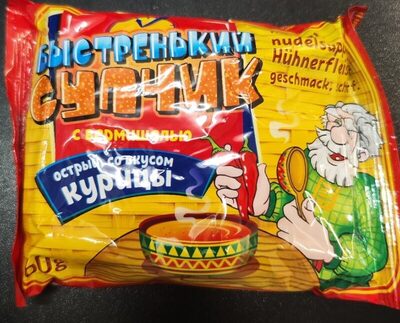 БЫСТРЕНЬКИЙ
СУПЧИК
с вермишелью
острый со вкусом
курицы
nudelsuppe
Hühnerfleisch
geschmack,
60g